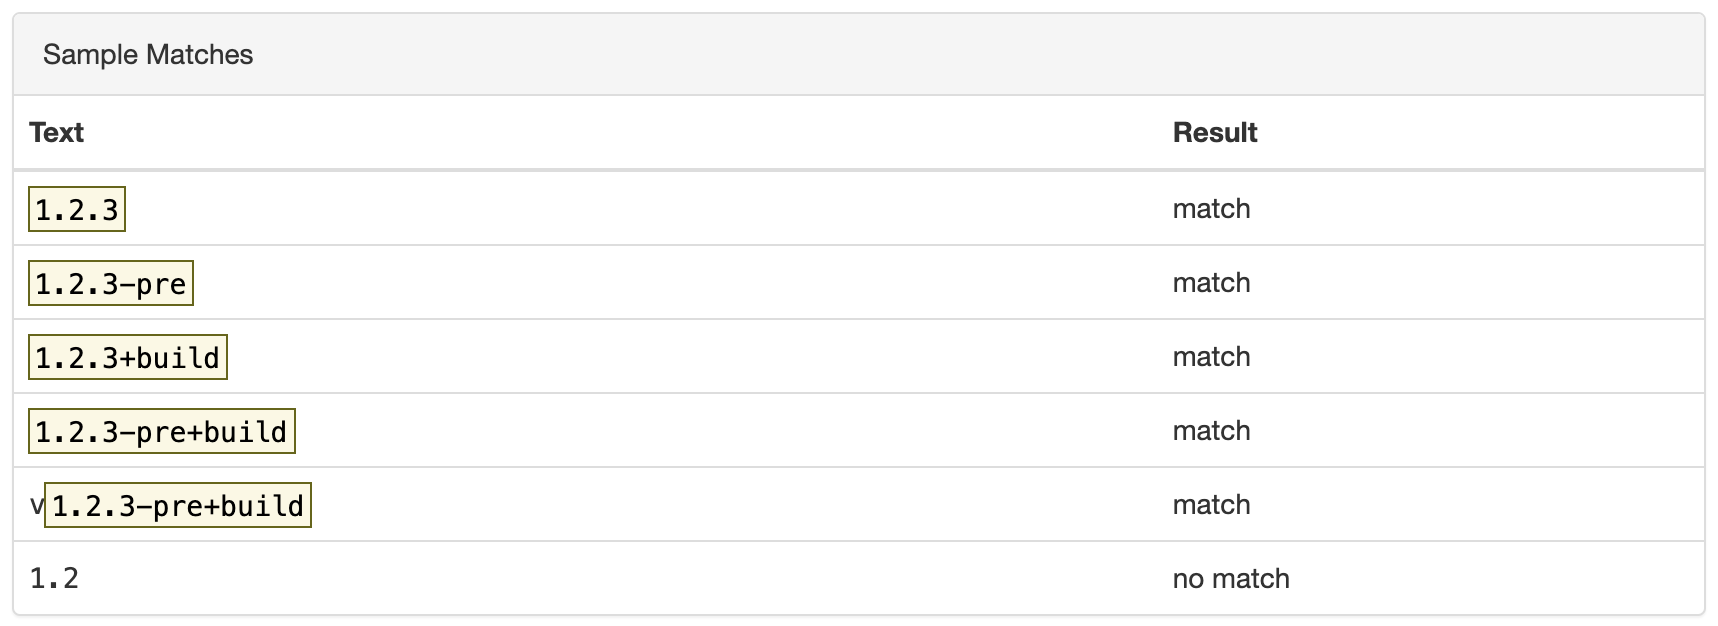 Sample Matches
Text Result
1.2.3 match
1.2.3-pre match
1.2.3+build match
1.2.3-pre+build match
v1.2.3-pre+build match
1.2 no match